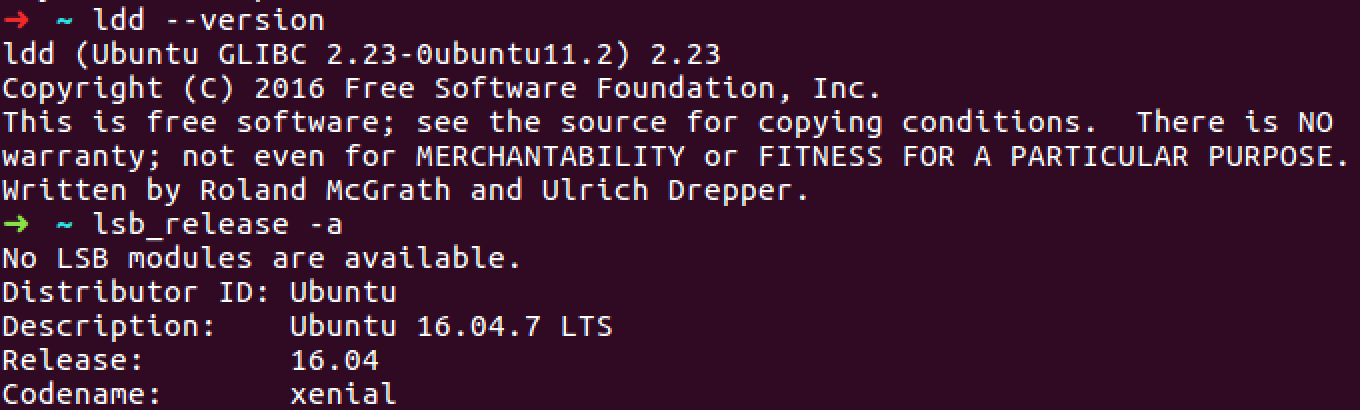 ➜ ~ ldd --version
ldd (Ubuntu GLIBC 2.23-0ubuntu11.2) 2.23
Copyright (C) 2016 Free Software Foundation, Inc.
This is free software; see the source for copying conditions.  There is NO
warranty; not even for MERCHANTABILITY or FITNESS FOR A PARTICULAR PURPOSE.
Written by Roland McGrath and Ulrich Drepper.
➜ ~ lsb_release -a
No LSB modules are available.
Distributor ID: Ubuntu
Description:    Ubuntu 16.04.7 LTS
Release:        16.04
Codename:       xenial